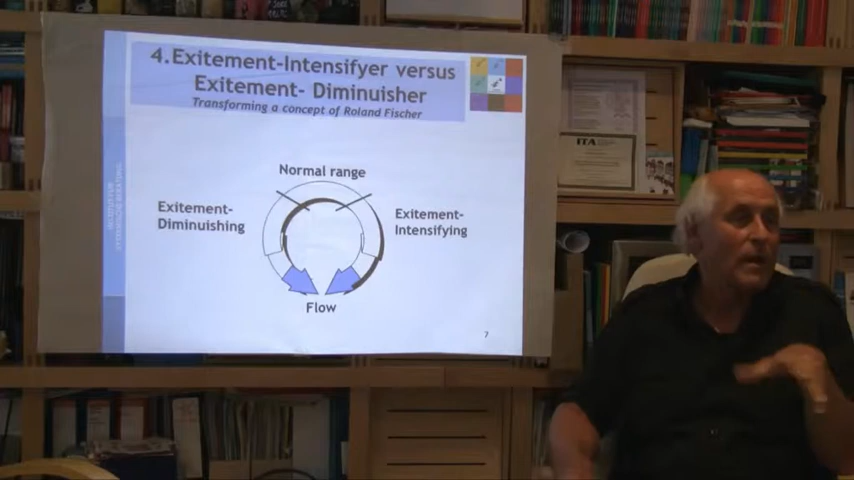 4.Exitement-Intensifyer versus
Exitement- Diminuisher
Transforming a concept of Roland Fischer
Normal range
Exitement-
Diminuishing
Exitement-
Intensifying
Flow
7
ITA